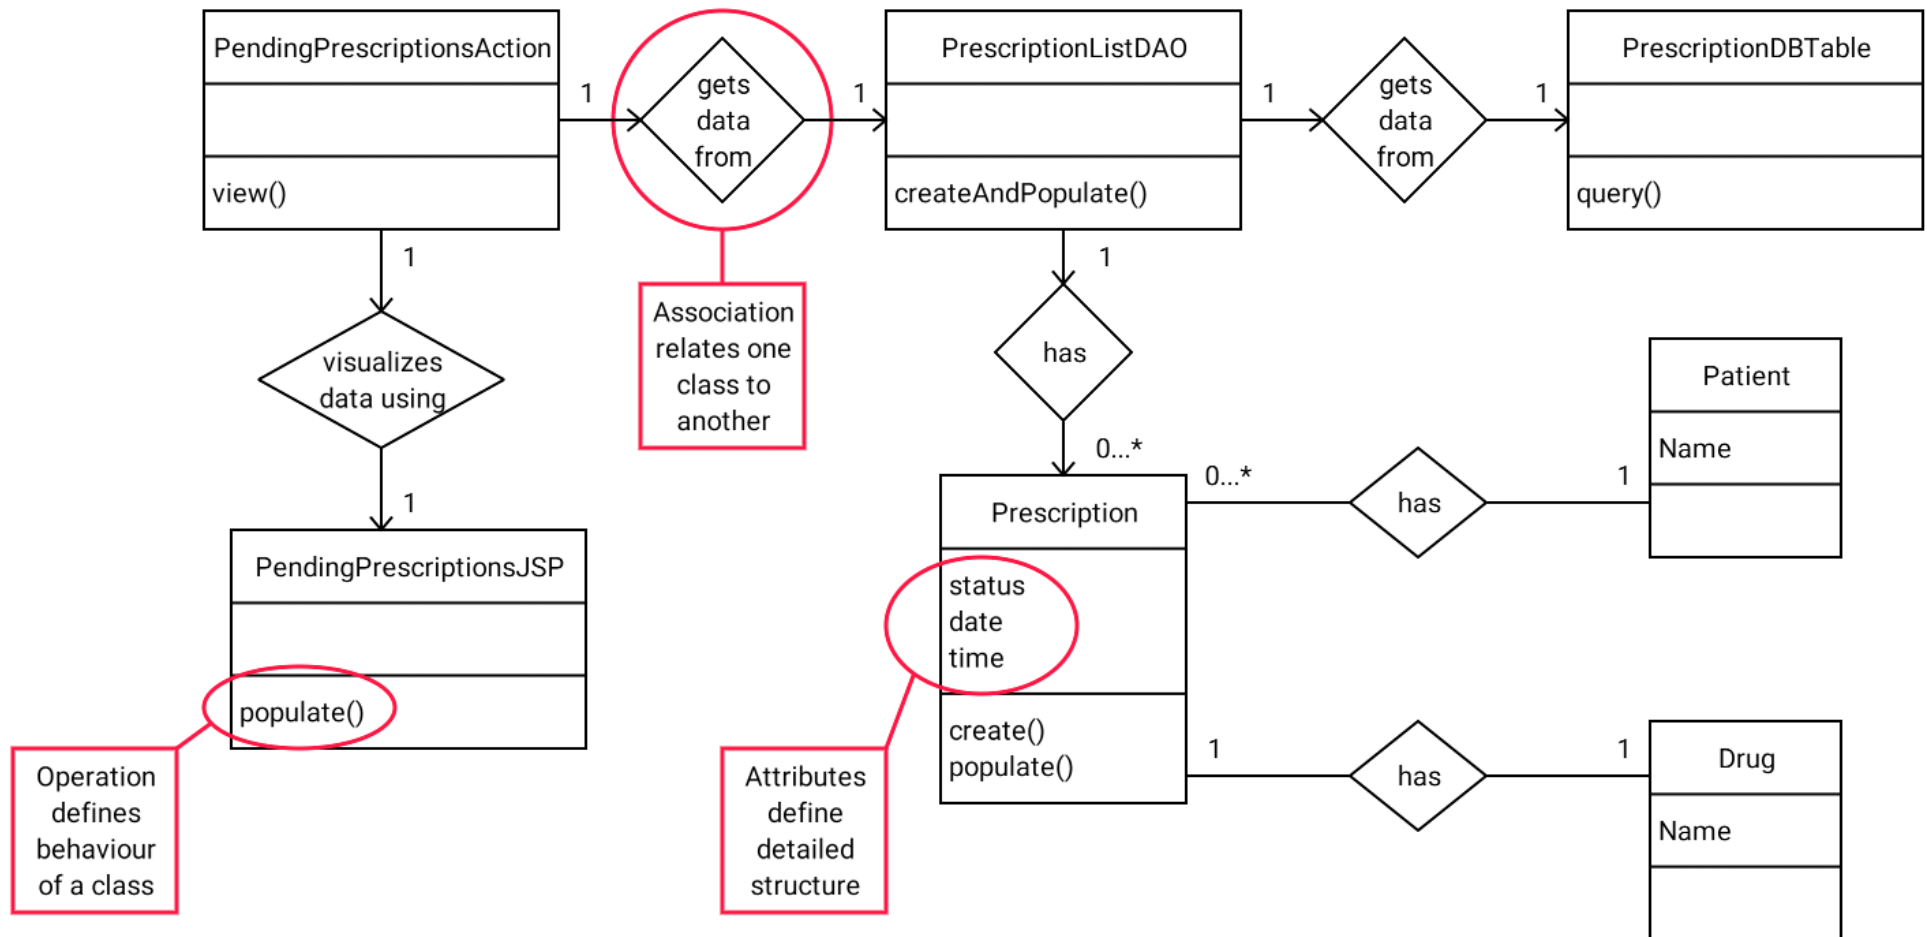 PendingPrescriptionsAction
view()
1
gets
data
from
1
PrescriptionListDAO
createAndPopulate()
1
gets
data
from
1
PrescriptionDBTable
query()
1
visualizes
data using
1
PendingPrescriptionsJSP
populate()
Operation
defines
behaviour
of a class
Association
relates one
class to
another
1
has
0...*
Prescription
status
date
time
create()
populate()
Attributes
define
detailed
structure
0...*
has
1
Patient
Name
1
has
1
Drug
Name